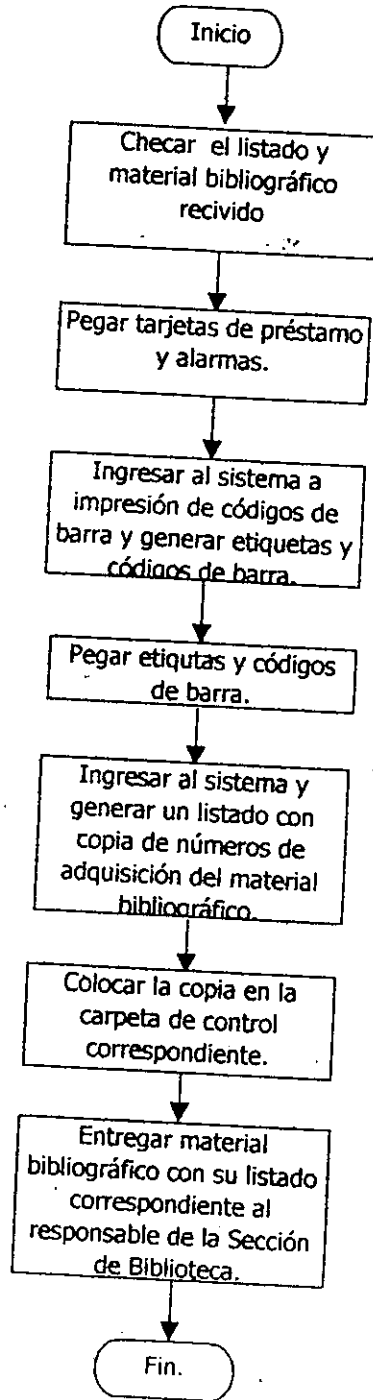 Inicio
Checar el listado y
material bibliográfico
recivido
Pegar tarjetas de préstamo
y alarmas.
Ingresar al sistema a
impresión de códigos de
barra y generar etiquetas y
códigos de barra.
Pegar etiqutas y códigos
de barra.
Ingresar al sistema y
generar un listado con
copia de números de
adquisición del material
bibliográfico.
Colocar la copia en la
carpeta de control
correspondiente.
Entregar material
bibliográfico con su listado
correspondiente al
responsable de la Sección
de Biblioteca.
Fin.